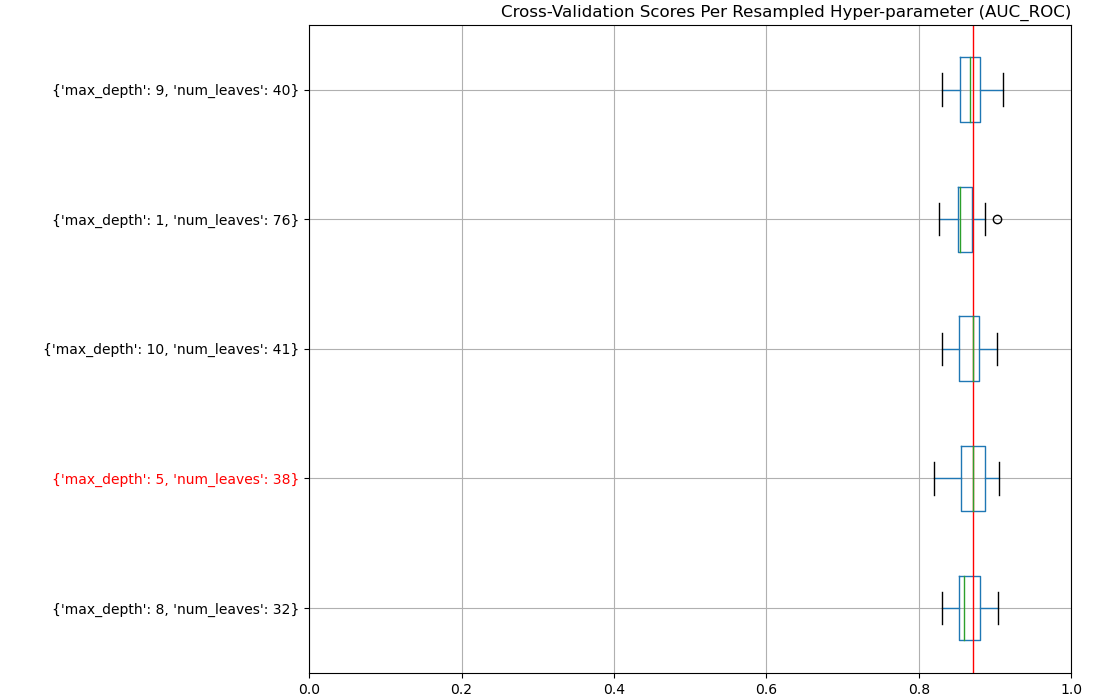 Cross-Validation Scores Per Resampled Hyper-parameter (AUC_ROC)
{'max_depth': 9, 'num_leaves': 40}
{'max_depth': 1, 'num_leaves': 76}
{'max_depth': 10, 'num_leaves': 41}
{'max_depth': 5, 'num_leaves': 38}
{'max_depth': 8, 'num_leaves': 32}
0.0 0.2 0.4 0.6 0.8 1.0